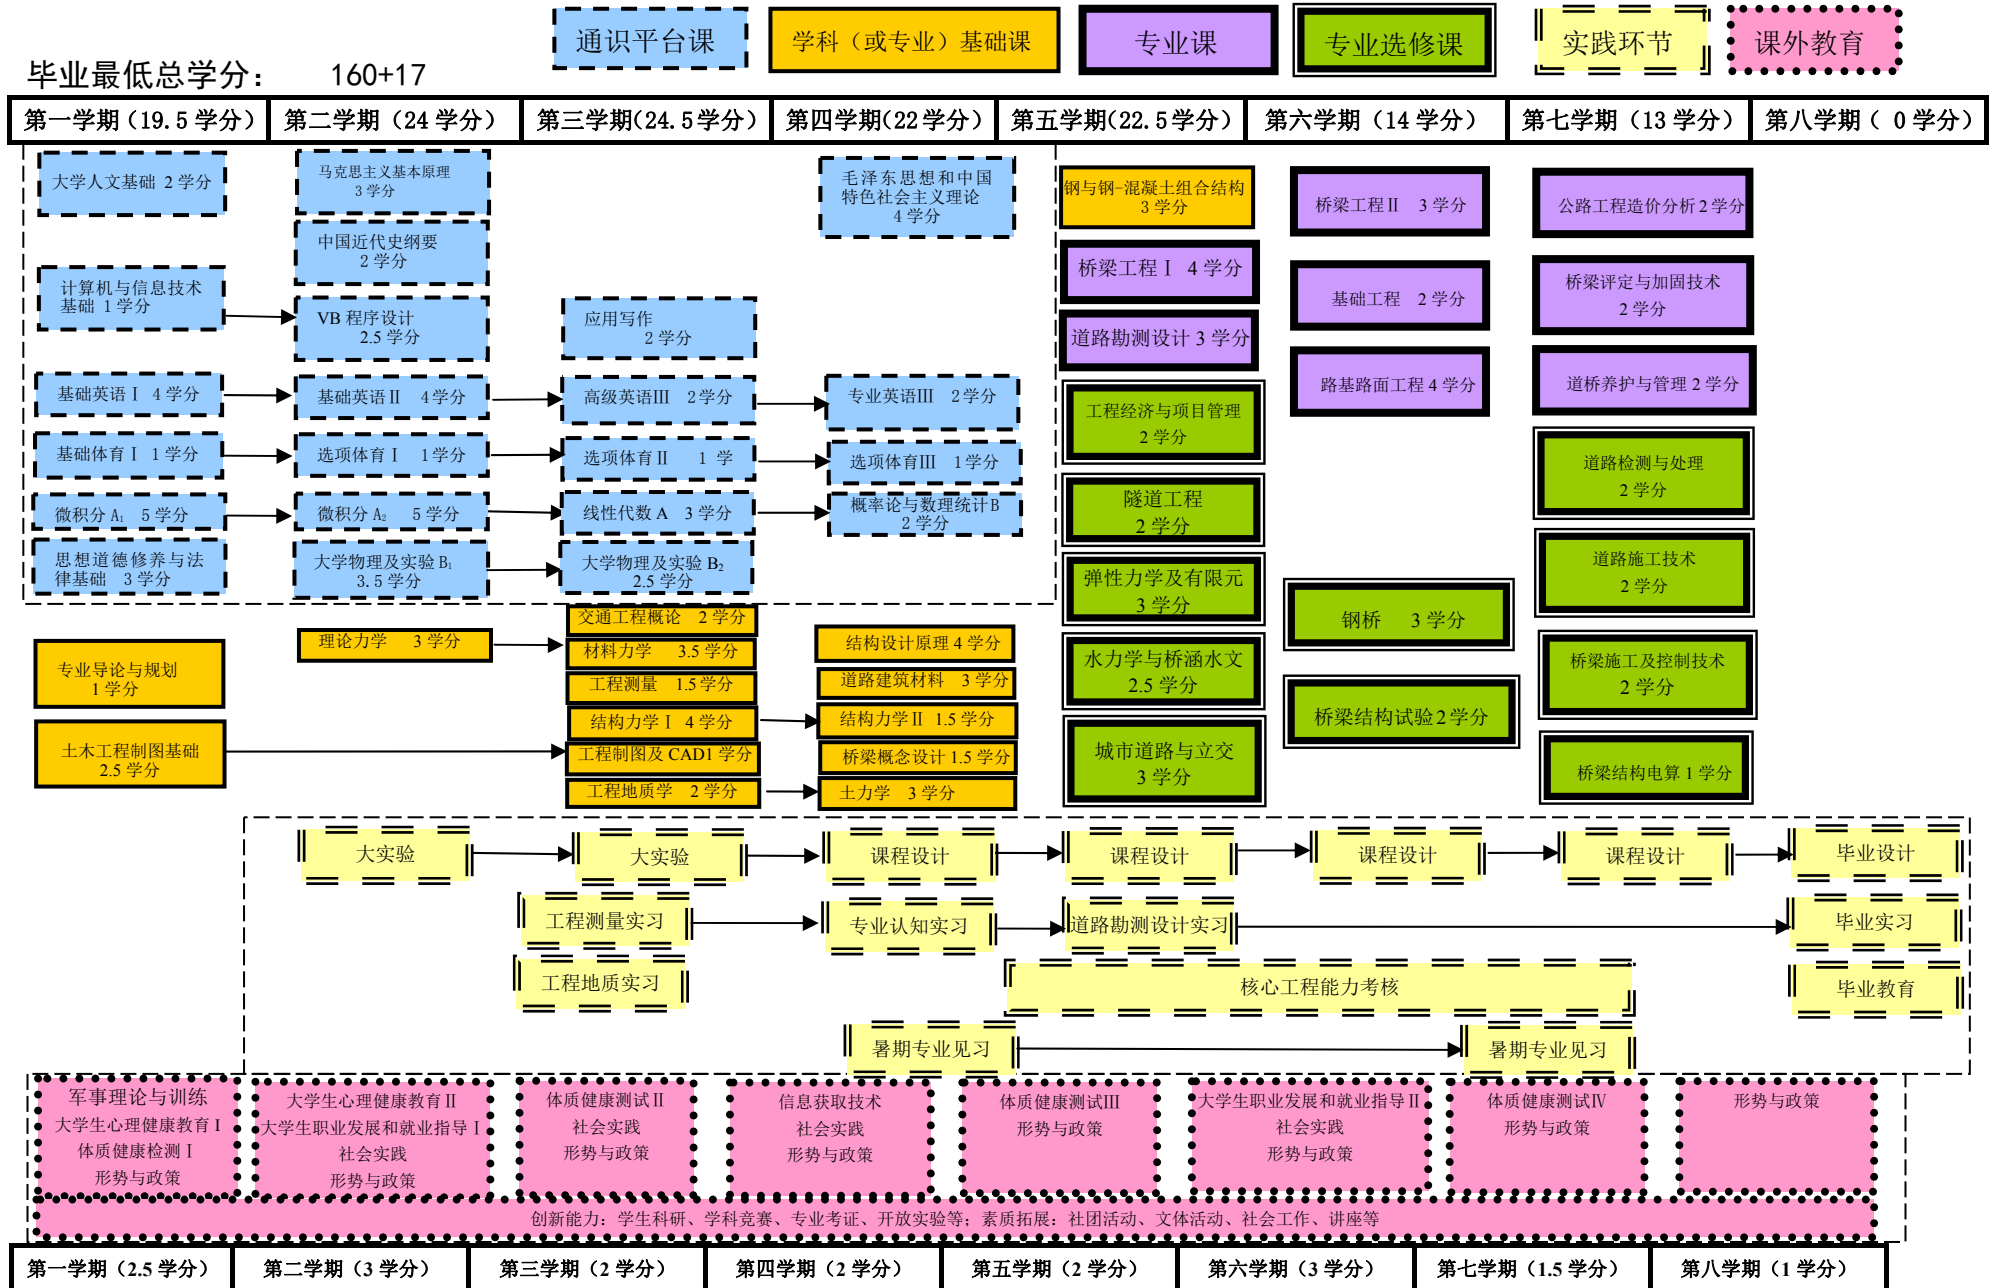 通识平台课
学科（或专业）基础课
专业课
专业选修课
实践环节
课外教育
毕业最低总学分： 160+17
第一学期（19.5 学分）
第二学期（24 学分）
第三学期(24.5学分)
第四学期(22 学分)
第五学期(22.5学分)
第六学期（14 学分）
第七学期（13 学分）
第八学期（ 0 学分）
大学人文基础 2 学分
计算机与信息技术
基础 1 学分
基础英语Ⅰ 4 学分
基础体育Ⅰ 1 学分
微积分 A₁ 5 学分
思想道德修养与法
律基础 3 学分
专业导论与规划
1 学分
土木工程制图基础
2.5 学分
马克思主义基本原理
3 学分
中国近代史纲要
2 学分
VB 程序设计
2.5 学分
基础英语Ⅱ 4学分
选项体育Ⅰ 1学分
微积分 A₂ 5 学分
大学物理及实验 B₁
3.5 学分
理论力学 3 学分
应用写作
2 学分
高级英语Ⅲ 2学分
选项体育Ⅱ 1 学
线性代数 A 3 学分
大学物理及实验 B₂
2.5 学分
交通工程概论 2 学分
材料力学 3.5 学分
工程测量 1.5 学分
结构力学Ⅰ 4 学分
工程制图及 CAD1 学分
工程地质学 2 学分
毛泽东思想和中国
特色社会主义理论
4 学分
专业英语Ⅲ 2学分
选项体育Ⅲ 1学分
概率论与数理统计B
2 学分
结构设计原理 4 学分
道路建筑材料 3 学分
结构力学Ⅱ 1.5 学分
桥梁概念设计 1.5 学分
土力学 3 学分
钢与钢-混凝土组合结构
3 学分
桥梁工程Ⅰ 4 学分
道路勘测设计 3 学分
工程经济与项目管理
2 学分
隧道工程
2 学分
弹性力学及有限元
3 学分
水力学与桥涵水文
2.5 学分
城市道路与立交
3 学分
桥梁工程Ⅱ 3 学分
基础工程 2 学分
路基路面工程 4 学分
钢桥 3 学分
桥梁结构试验2 学分
公路工程造价分析 2 学分
桥梁评定与加固技术
2 学分
道桥养护与管理 2 学分
道路检测与处理
2 学分
道路施工技术
2 学分
桥梁施工及控制技术
2 学分
桥梁结构电算 1 学分
大实验
大实验
课程设计
课程设计
课程设计
课程设计
毕业设计
工程测量实习
专业认知实习
道路勘测设计实习
毕业实习
工程地质实习
核心工程能力考核
毕业教育
暑期专业见习
暑期专业见习
军事理论与训练
大学生心理健康教育Ⅰ
体质健康检测Ⅰ
形势与政策
大学生心理健康教育Ⅱ
大学生职业发展和就业指导Ⅰ
社会实践
形势与政策
体质健康测试Ⅱ
社会实践
形势与政策
信息获取技术
社会实践
形势与政策
体质健康测试Ⅲ
形势与政策
大学生职业发展和就业指导Ⅱ
社会实践
形势与政策
体质健康测试Ⅳ
形势与政策
形势与政策
创新能力：学生科研、学科竞赛、专业考证、开放实验等；素质拓展：社团活动、文体活动、社会工作、讲座等
第一学期（2.5 学分）
第二学期（3 学分）
第三学期（2 学分）
第四学期（2 学分）
第五学期（2 学分）
第六学期（3 学分）
第七学期（1.5 学分）
第八学期（1 学分）